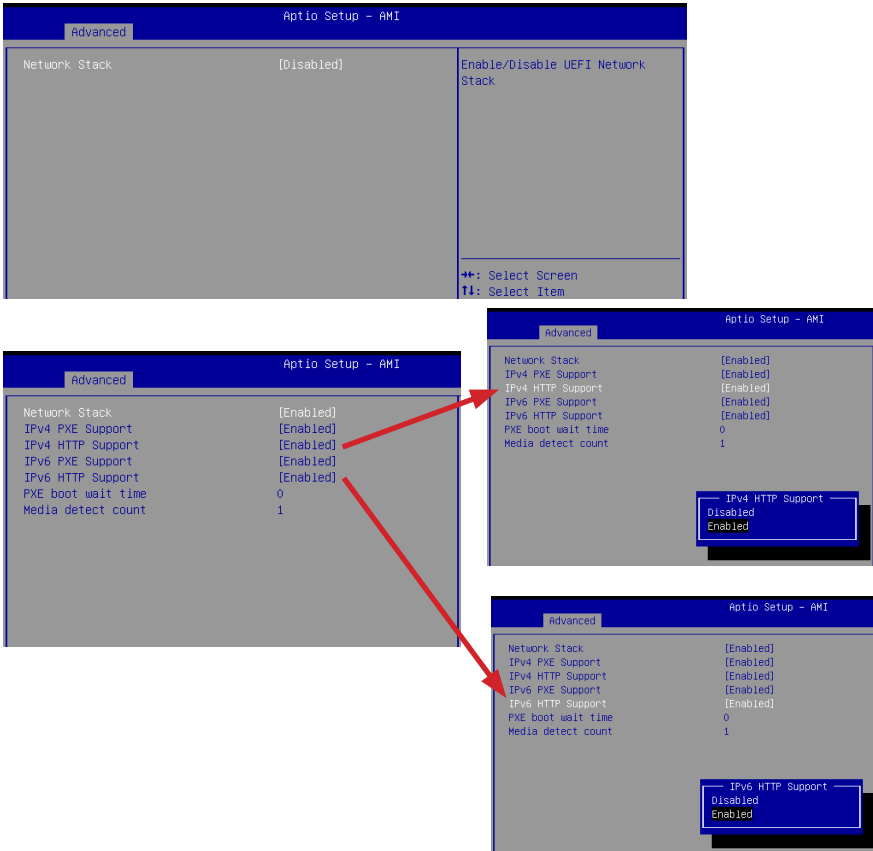 Aptio Setup – AMI
Advanced
Network Stack [Disabled]
Enable/Disable UEFI Network
Stack
→←: Select Screen
↑↓: Select Item
Aptio Setup – AMI
Advanced
Network Stack [Enabled]
IPv4 PXE Support [Enabled]
IPv4 HTTP Support [Enabled]
IPv6 PXE Support [Enabled]
IPv6 HTTP Support [Enabled]
PXE boot wait time 0
Media detect count 1
Aptio Setup – AMI
Advanced
Network Stack [Enabled]
IPv4 PXE Support [Enabled]
IPv4 HTTP Support [Enabled]
IPv6 PXE Support [Enabled]
IPv6 HTTP Support [Enabled]
PXE boot wait time 0
Media detect count 1
IPv4 HTTP Support
Disabled
Enabled
Aptio Setup – AMI
Advanced
Network Stack [Enabled]
IPv4 PXE Support [Enabled]
IPv4 HTTP Support [Enabled]
IPv6 PXE Support [Enabled]
IPv6 HTTP Support [Enabled]
PXE boot wait time 0
Media detect count 1
IPv6 HTTP Support
Disabled
Enabled